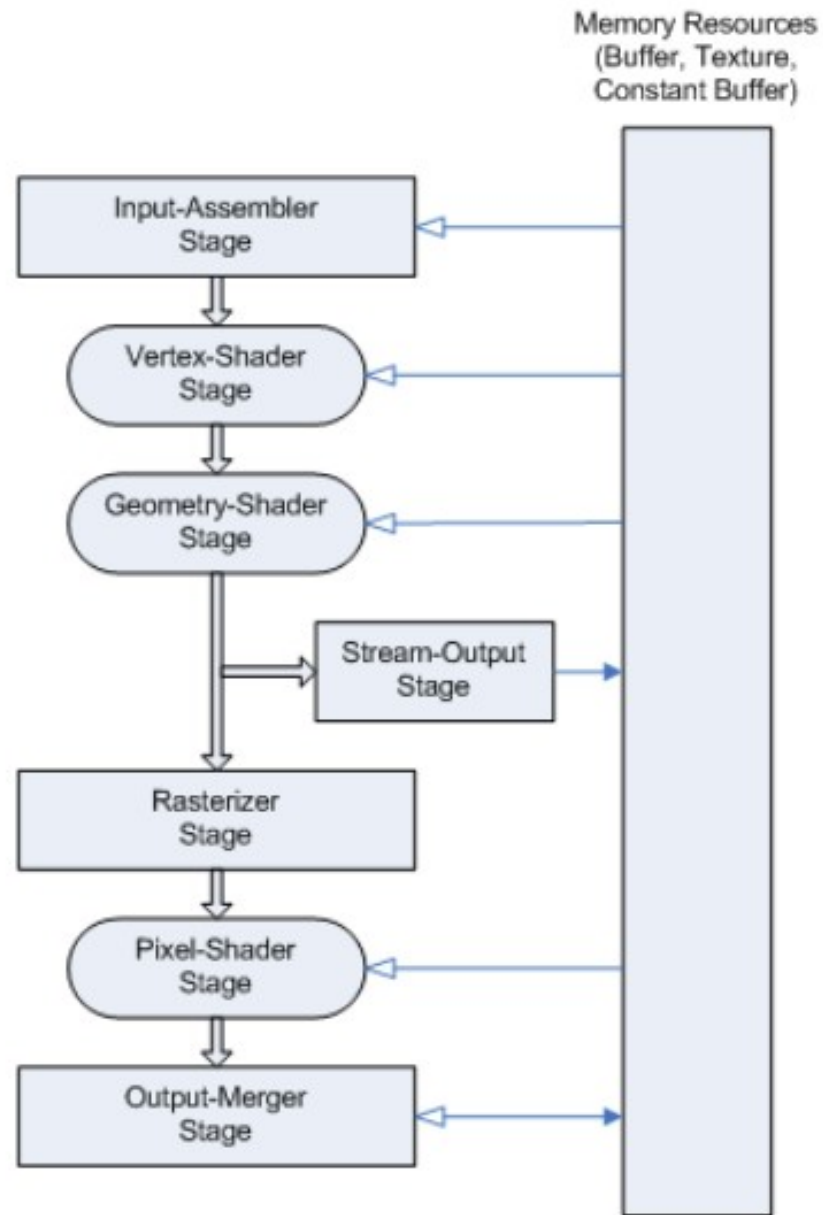 Memory Resources
(Buffer, Texture,
Constant Buffer)
Input-Assembler
Stage
Vertex-Shader
Stage
Geometry-Shader
Stage
Stream-Output
Stage
Rasterizer
Stage
Pixel-Shader
Stage
Output-Merger
Stage